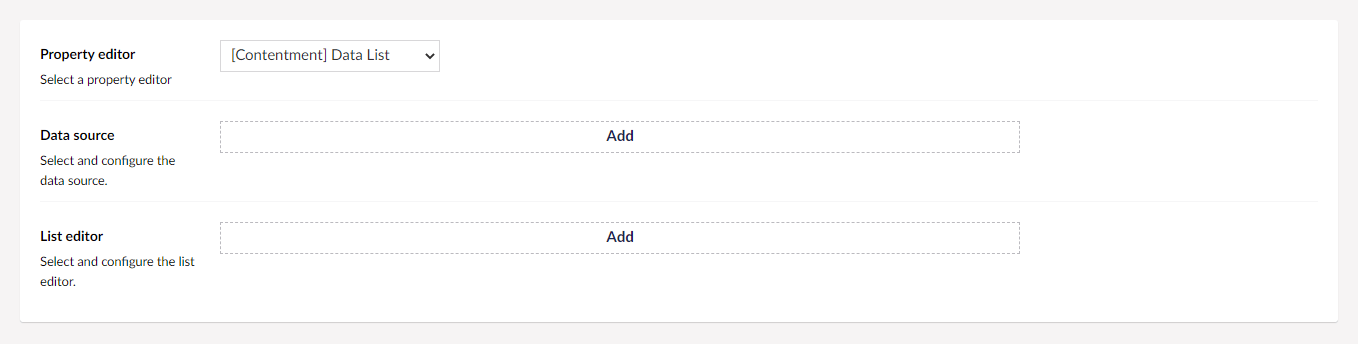 Property editor
[Contentment] Data List
Select a property editor
Data source
Add
Select and configure the
data source.
List editor
Add
Select and configure the list
editor.